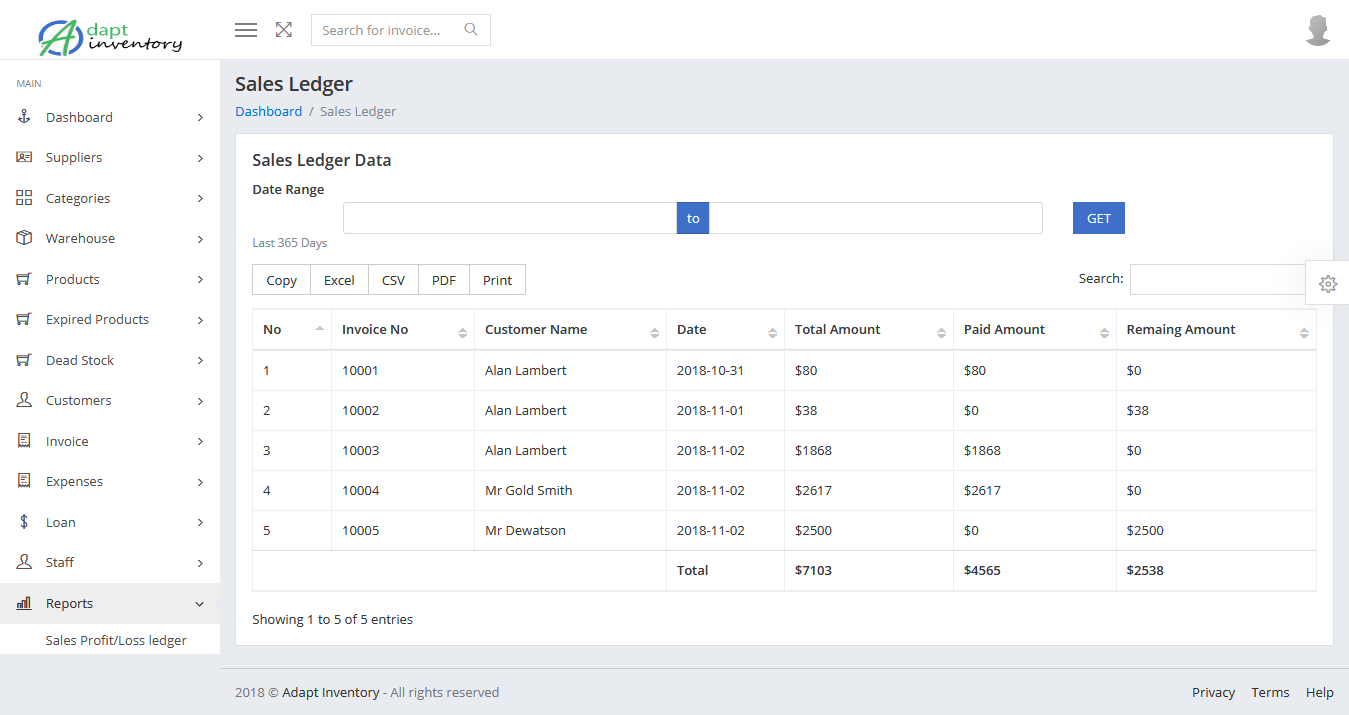 Adapt inventory
Search for invoice...
MAIN
Dashboard
Suppliers
Categories
Warehouse
Products
Expired Products
Dead Stock
Customers
Invoice
Expenses
Loan
Staff
Reports
Sales Profit/Loss ledger
Sales Ledger
Dashboard / Sales Ledger
Sales Ledger Data
Date Range
to GET
Last 365 Days
Copy Excel CSV PDF Print Search:
No Invoice No Customer Name Date Total Amount Paid Amount Remaing Amount
1 10001 Alan Lambert 2018-10-31 $80 $80 $0
2 10002 Alan Lambert 2018-11-01 $38 $0 $38
3 10003 Alan Lambert 2018-11-02 $1868 $1868 $0
4 10004 Mr Gold Smith 2018-11-02 $2617 $2617 $0
5 10005 Mr Dewatson 2018-11-02 $2500 $0 $2500
Total $7103 $4565 $2538
Showing 1 to 5 of 5 entries
2018 © Adapt Inventory - All rights reserved Privacy Terms Help